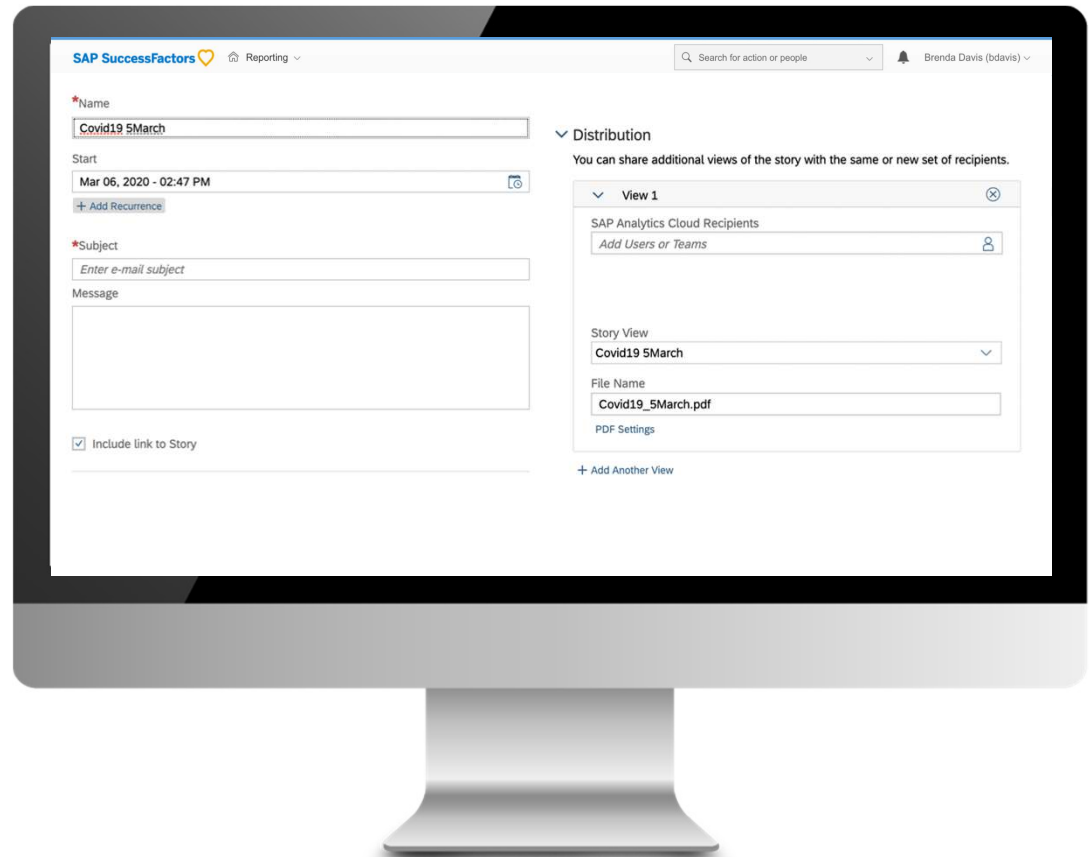 SAP SuccessFactors
Reporting
Search for action or people
Brenda Davis (bdavis)
*Name
Covid19 5March
Start
Mar 06, 2020 - 02:47 PM
+ Add Recurrence
*Subject
Enter e-mail subject
Message
Include link to Story
Distribution
You can share additional views of the story with the same or new set of recipients.
View 1
SAP Analytics Cloud Recipients
Add Users or Teams
Story View
Covid19 5March
File Name
Covid19_5March.pdf
PDF Settings
+ Add Another View